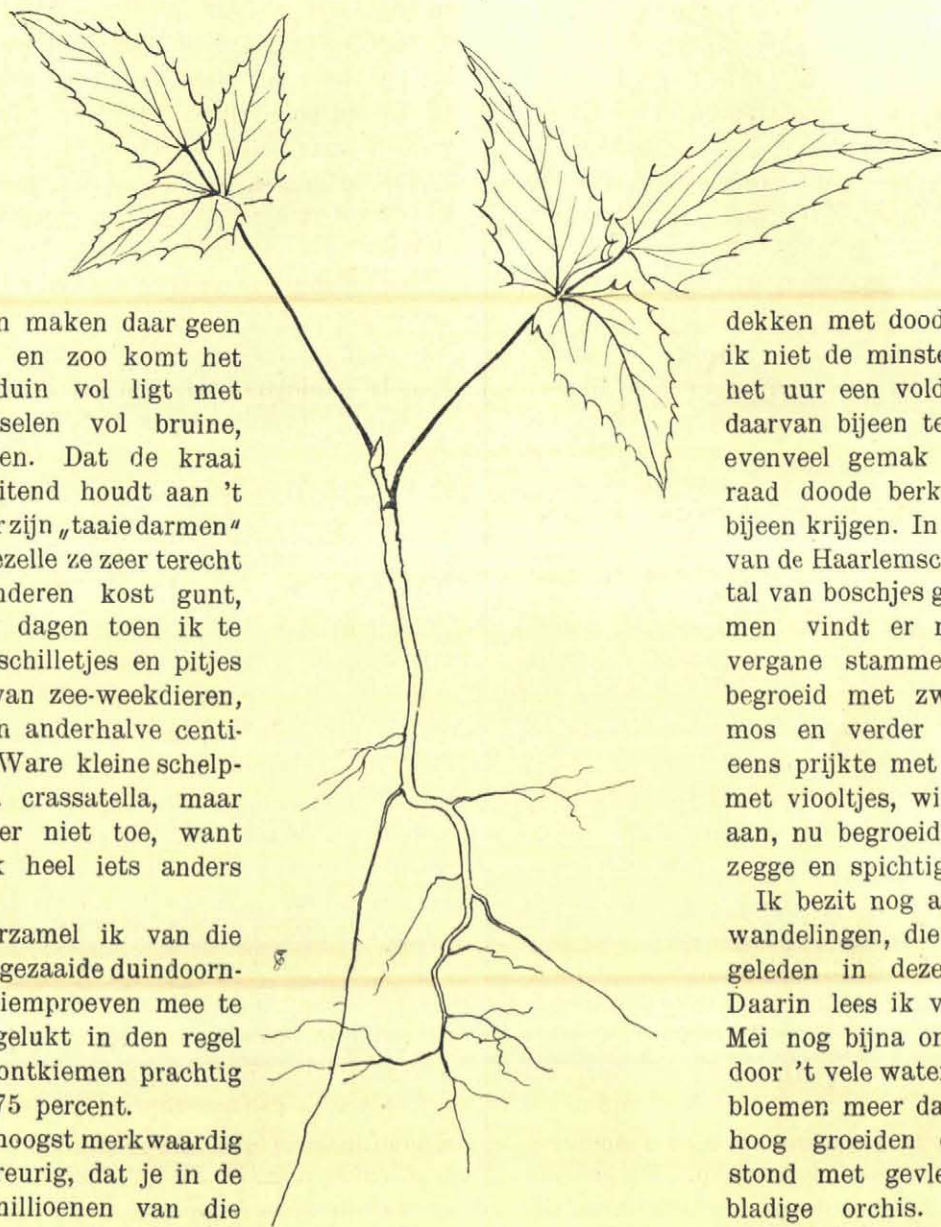 n maken daar geen
en zoo komt het
duin vol ligt met
selen vol bruine,
en. Dat de kraai
itend houdt aan 't
r zijn „taaie darmen"
ezelle ze zeer terecht
nderen kost gunt,
dagen toen ik te
schilletjes en pitjes
van zee-weekdieren,
n anderhalve centi-
Ware kleine schelp-
crassatella, maar
er niet toe, want
k heel iets anders
rzamel ik van die
gezaaide duindoorn-
iemproeven mee te
gelukt in den regel
ontkiemen prachtig
75 percent.
hoogst merkwaardig
reurig, dat je in de
millioenen van die
dekken met dood
ik niet de minste
het uur een vold
daarvan bijeen te
evenveel gemak
raad doode berk
bijeen krijgen. In
van de Haarlemsc
tal van boschjes g
men vindt er n
vergane stamme
begroeid met zw
mos en verder
eens prijkte met
met viooltjes, wi
aan, nu begroeid
zegge en spichtig
Ik bezit nog a
wandelingen, die
geleden in deze
Daarin lees ik v
Mei nog bijna on
door 't vele water
bloemen meer da
hoog groeiden
stond met gevle
bladige orchis.